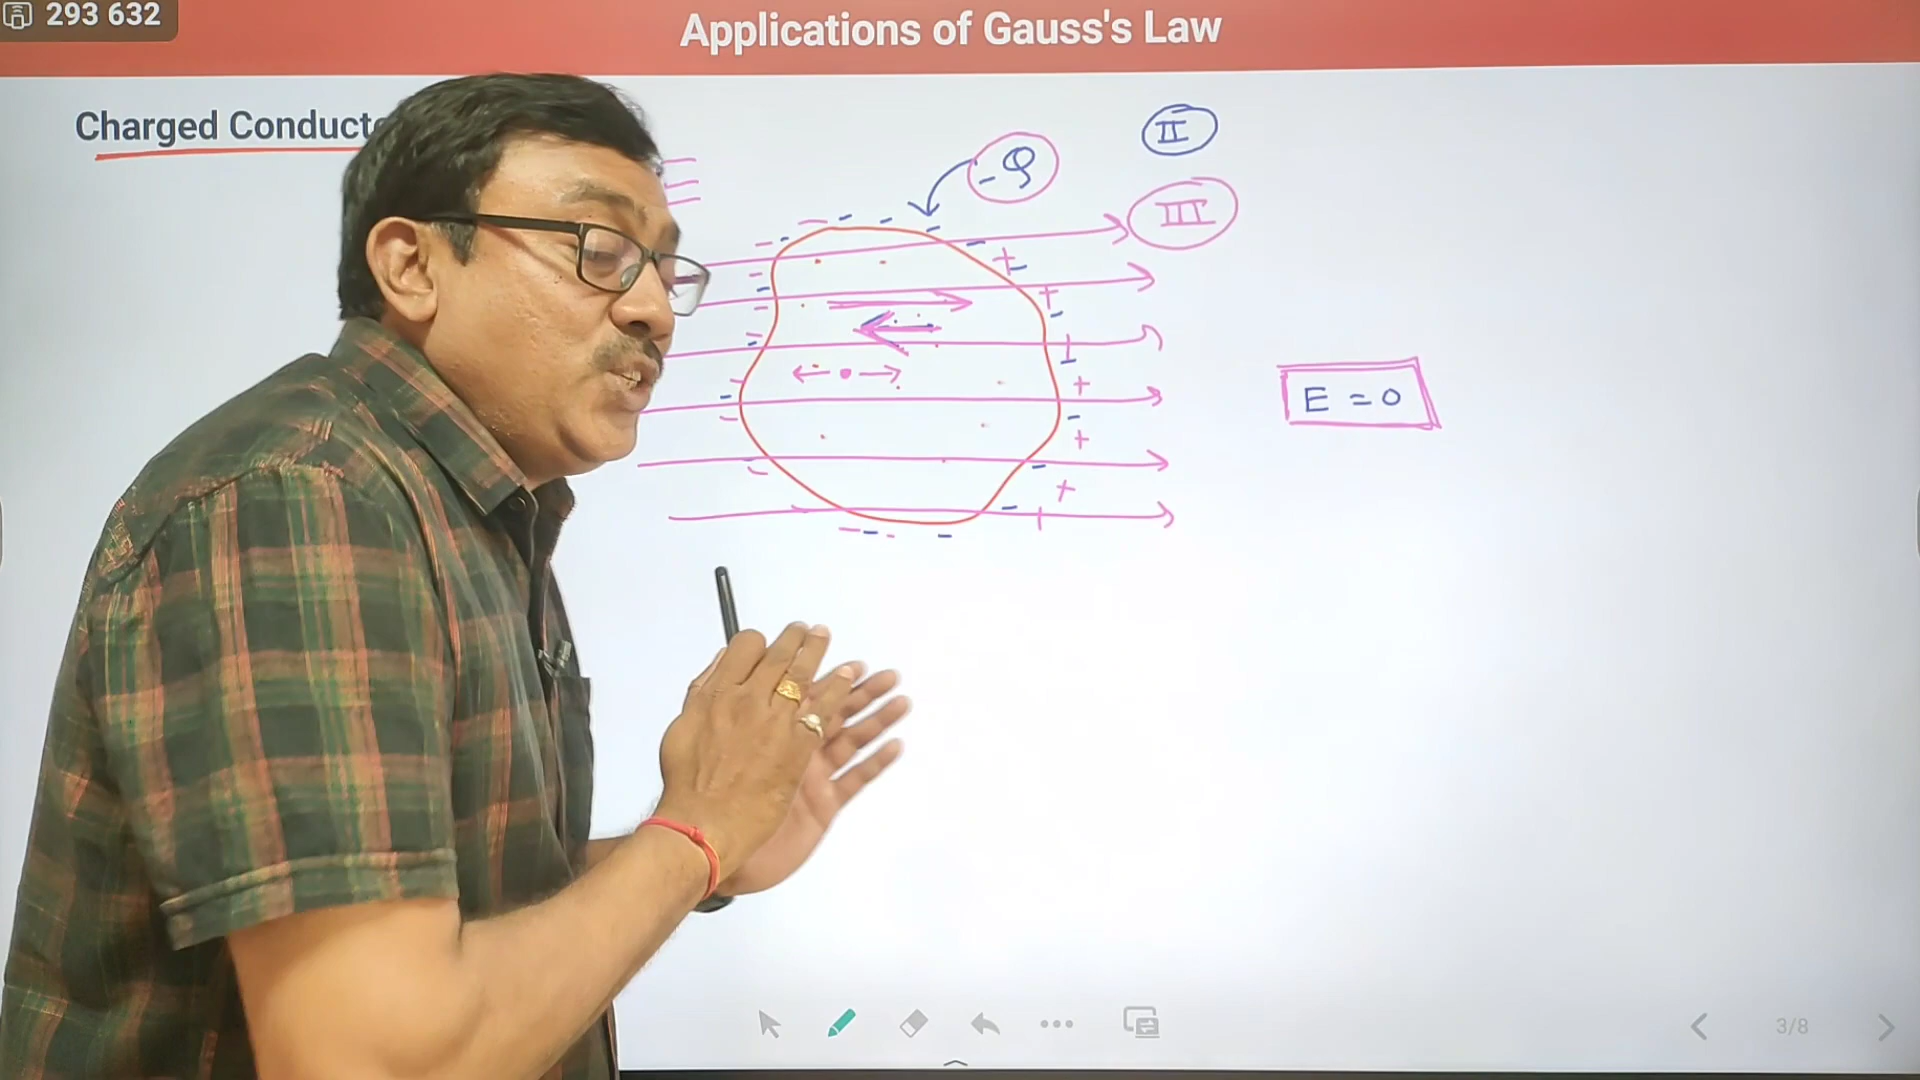 293 632
Applications of Gauss's Law
Charged Conduct
II
-Q
III
E = 0
3/8